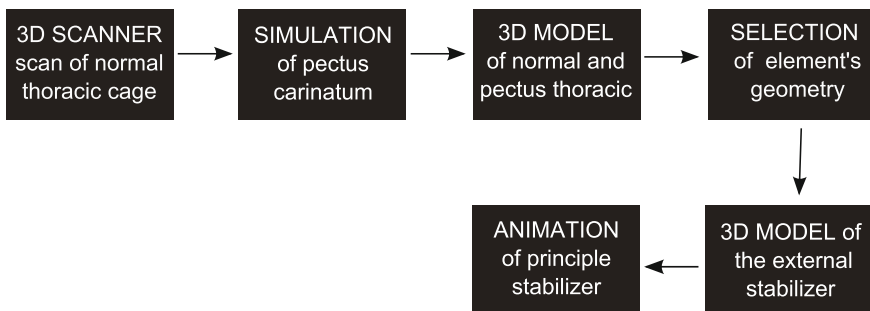 3D SCANNER
scan of normal
thoracic cage
SIMULATION
of pectus
carinatum
3D MODEL
of normal and
pectus thoracic
SELECTION
of element's
geometry
3D MODEL of
the external
stabilizer
ANIMATION
of principle
stabilizer